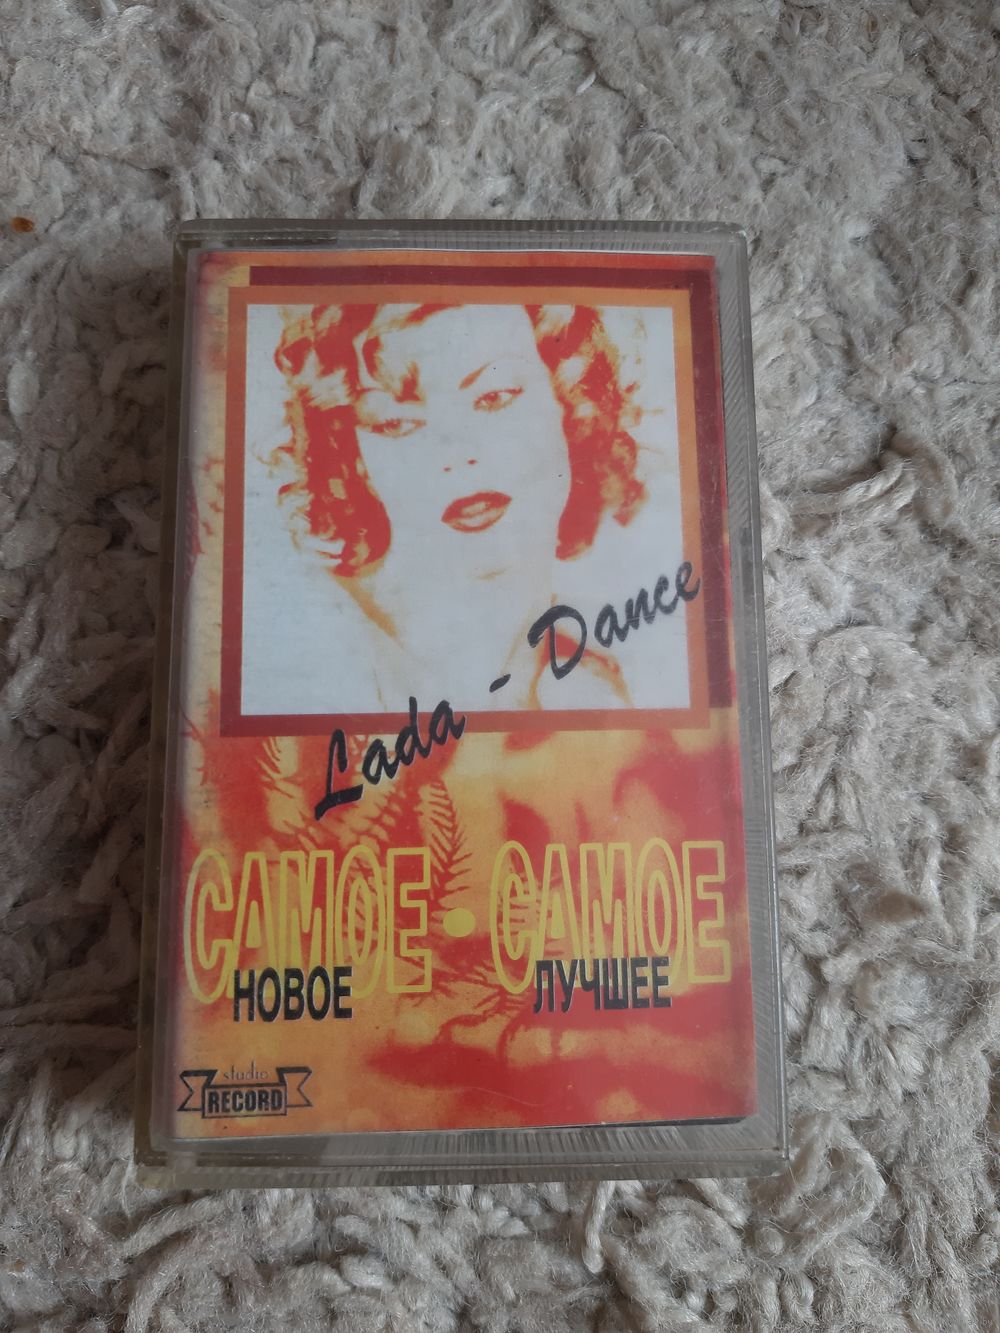 Lada - Dance
САМОЕ • САМОЕ
НОВОЕ ЛУЧШЕЕ
studio
RECORD